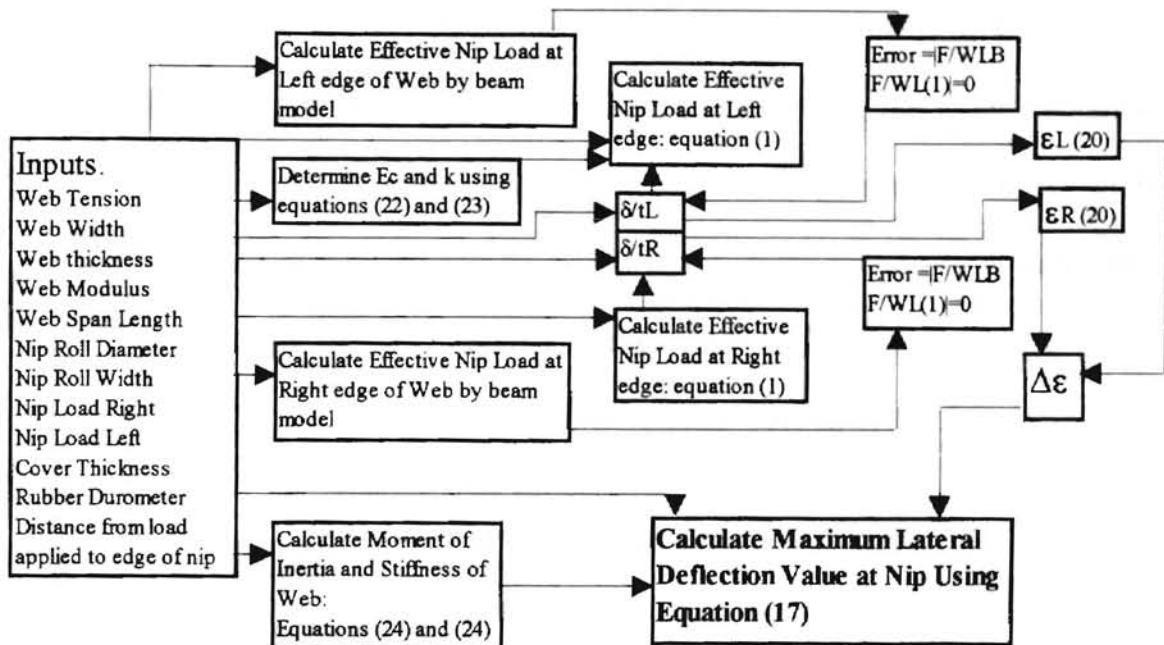 Inputs.
Web Tension
Web Width
Web thickness
Web Modulus
Web Span Length
Nip Roll Diameter
Nip Roll Width
Nip Load Right
Nip Load Left
Cover Thickness
Rubber Durometer
Distance from load
applied to edge of nip
Calculate Effective Nip Load at
Left edge of Web by beam
model
Determine Ec and k using
equations (22) and (23)
Calculate Effective Nip Load at
Right edge of Web by beam
model
Calculate Moment of
Inertia and Stiffness of
Web:
Equations (24) and (24)
Calculate Effective
Nip Load at Left
edge: equation (1)
δ/tL
δ/tR
Calculate Effective
Nip Load at Right
edge: equation (1)
Error =|F/WLB
F/WL(1)|=0
εL (20)
εR (20)
Error =|F/WLB
F/WL(1)|=0
Δε
Calculate Maximum Lateral
Deflection Value at Nip Using
Equation (17)